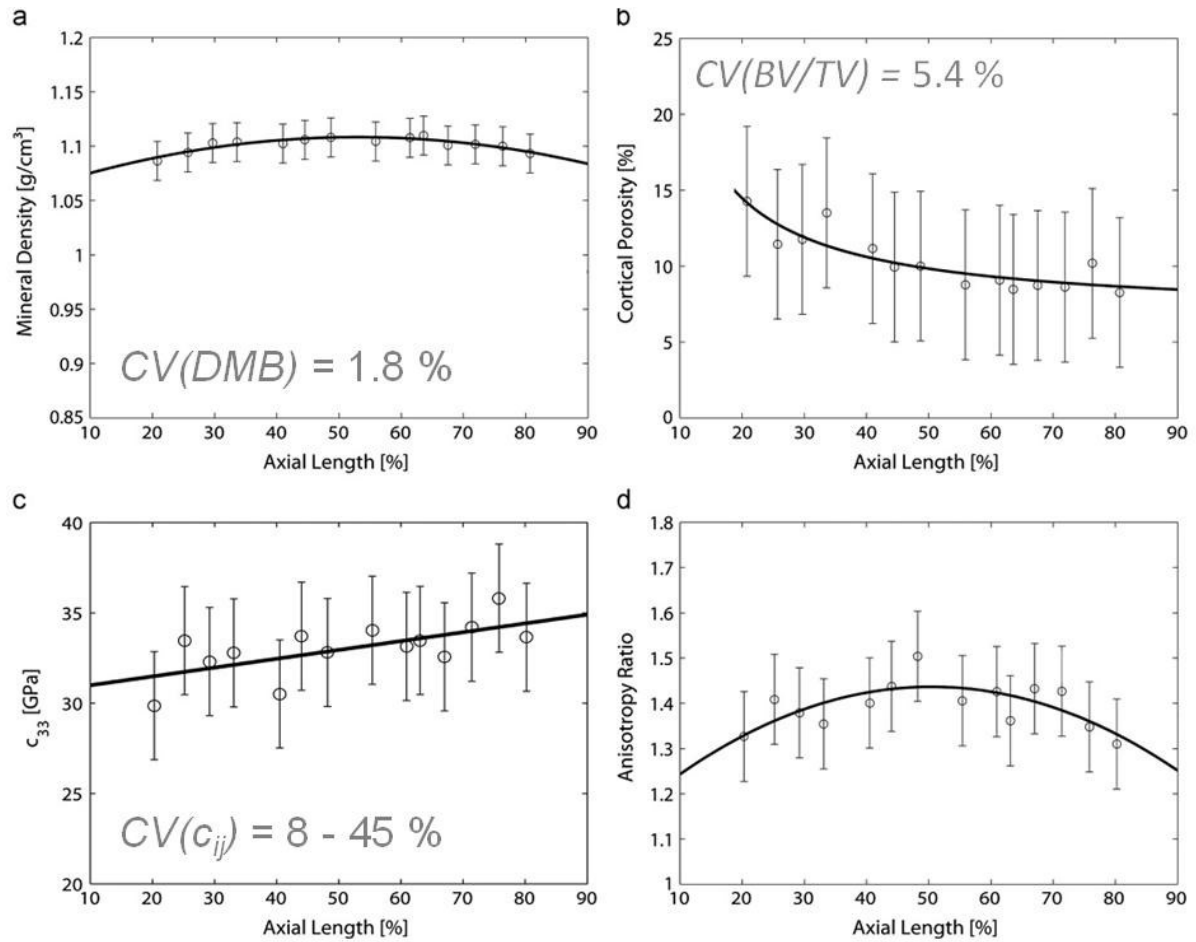 a
1.2
1.15
1.1
1.05
1
0.95
0.9
0.85
Mineral Density [g/cm³]
CV(DMB) = 1.8 %
10 20 30 40 50 60 70 80 90
Axial Length [%]
b
25
20
15
10
5
0
Cortical Porosity [%]
CV(BV/TV) = 5.4 %
10 20 30 40 50 60 70 80 90
Axial Length [%]
c
40
35
30
25
20
c₃₃ [GPa]
CV(cᵢⱼ) = 8 - 45 %
10 20 30 40 50 60 70 80 90
Axial Length [%]
d
1.8
1.7
1.6
1.5
1.4
1.3
1.2
1.1
1
Anisotropy Ratio
10 20 30 40 50 60 70 80 90
Axial Length [%]